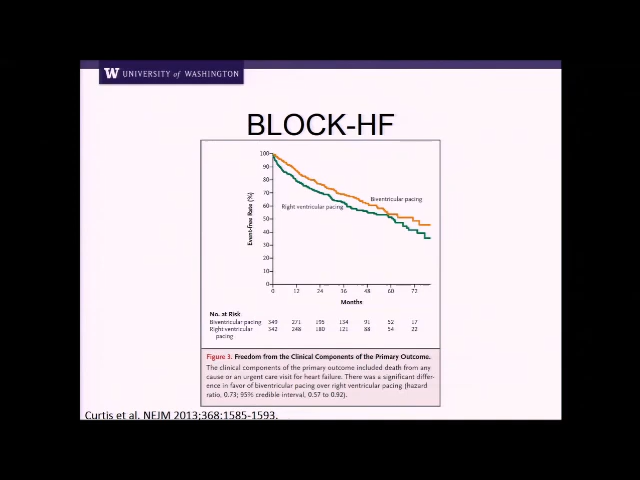 W UNIVERSITY of WASHINGTON
BLOCK-HF
100
90
80
70
60
50
40
30
20
10
0
Event-free Rate (%)
Biventricular pacing
Right ventricular pacing
0 12 24 36 48 60 72
Months
No. at Risk
Biventricular pacing 349 271 195 134 91 52 17
Right ventricular 342 248 180 121 88 54 22
pacing
Figure 3. Freedom from the Clinical Components of the Primary Outcome.
The clinical components of the primary outcome included death from any
cause or an urgent care visit for heart failure. There was a significant differ-
ence in favor of biventricular pacing over right ventricular pacing (hazard
ratio, 0.73; 95% credible interval, 0.57 to 0.92).
Curtis et al. NEJM 2013;368:1585-1593.